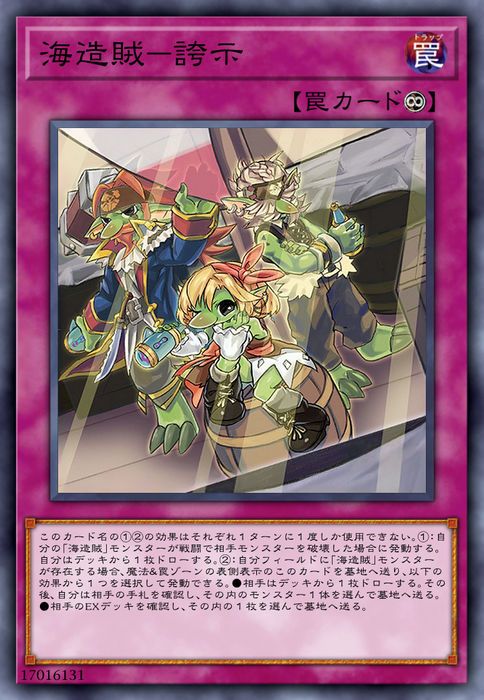 海造賊－誇示
トラップ
罠
【罠カード∞】
このカード名の①②の効果はそれぞれ１ターンに１度しか使用できない。①：自
分の「海造賊」モンスターが戦闘で相手モンスターを破壊した場合に発動する。
自分はデッキから１枚ドローする。②：自分フィールドに「海造賊」モンスター
が存在する場合、魔法&罠ゾーンの表側表示のこのカードを墓地へ送り、以下の
効果から１つを選択して発動できる。●相手はデッキから１枚ドローする。その
後、自分は相手の手札を確認し、その内のモンスター１体を選んで墓地へ送る。
●相手のEXデッキを確認し、その内の１枚を選んで墓地へ送る。
17016131